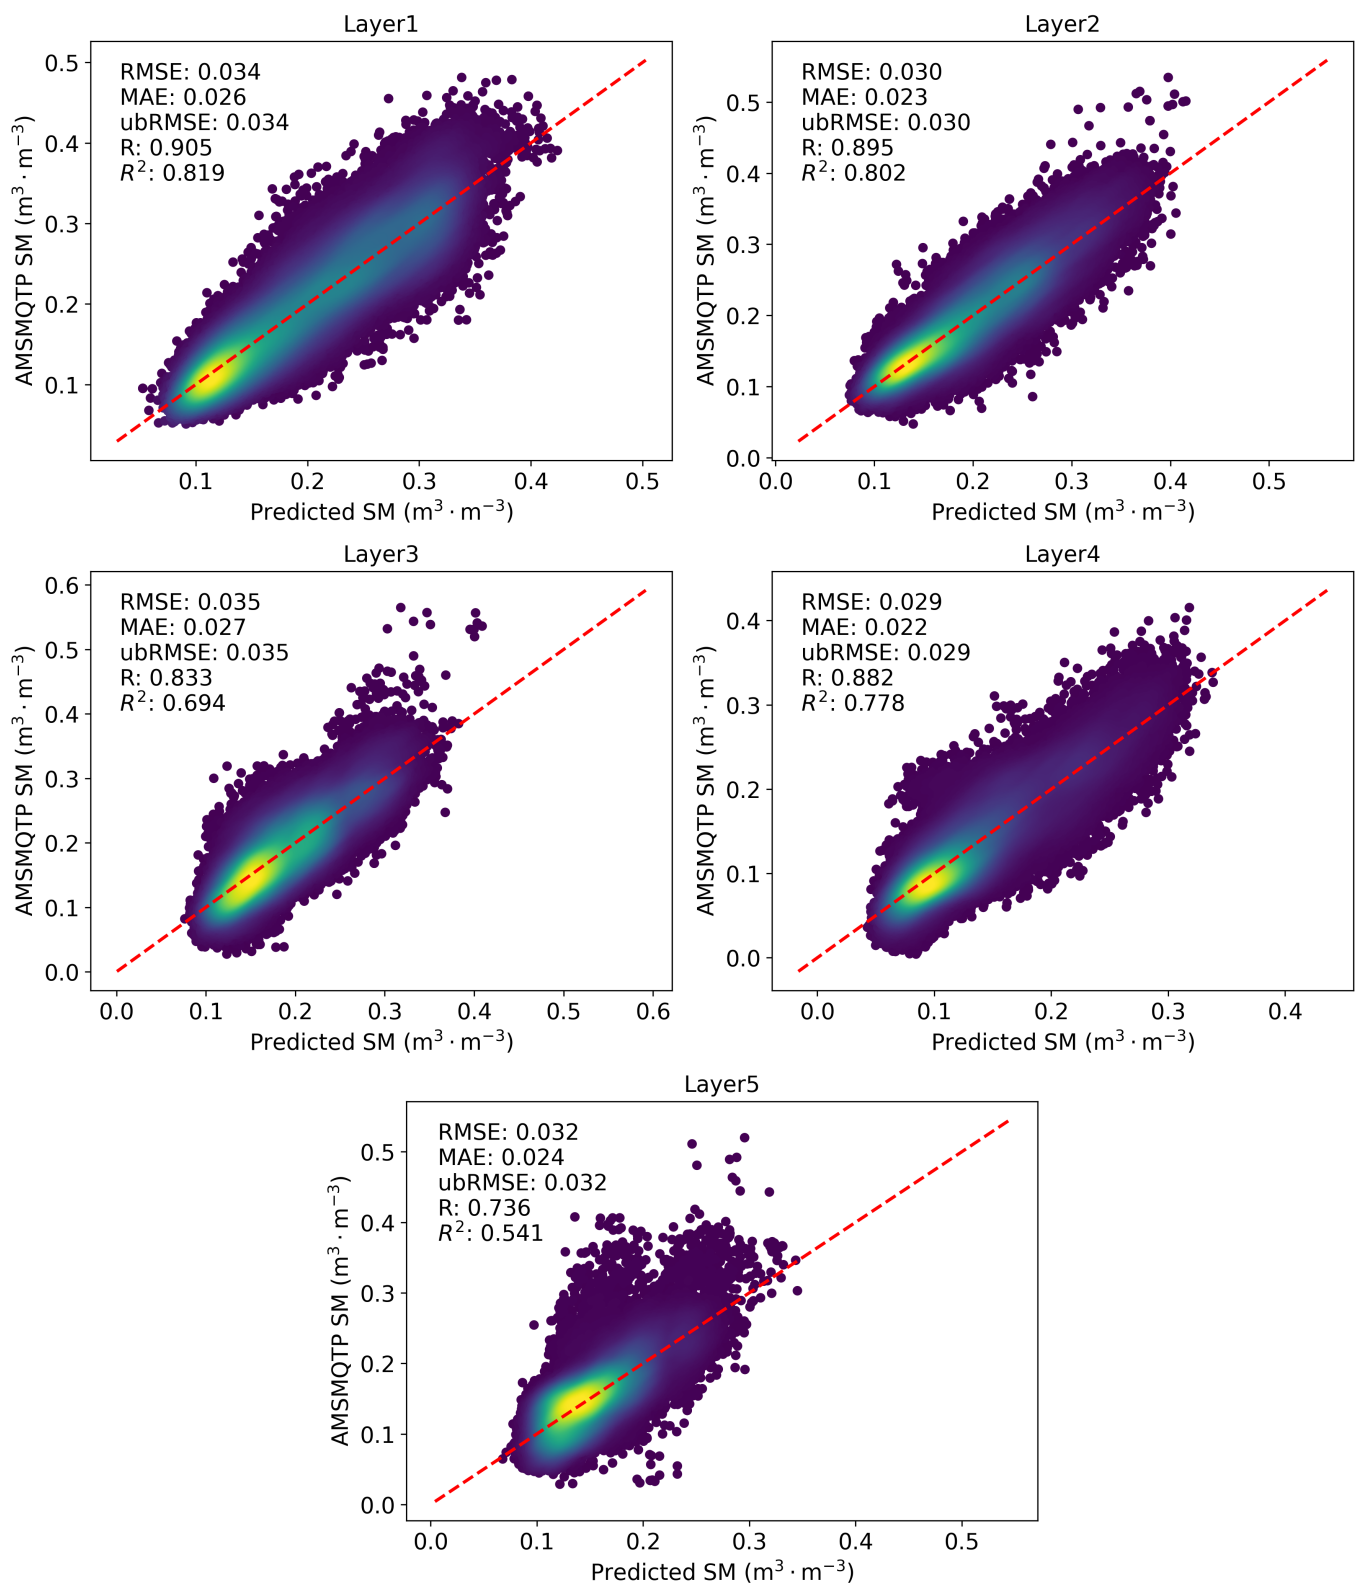 Layer1
RMSE: 0.034
MAE: 0.026
ubRMSE: 0.034
R: 0.905
R²: 0.819
0.5
0.4
0.3
0.2
0.1
AMSMQTP SM (m³·m⁻³)
0.1 0.2 0.3 0.4 0.5
Predicted SM (m³·m⁻³)
Layer2
RMSE: 0.030
MAE: 0.023
ubRMSE: 0.030
R: 0.895
R²: 0.802
0.5
0.4
0.3
0.2
0.1
0.0
AMSMQTP SM (m³·m⁻³)
0.0 0.1 0.2 0.3 0.4 0.5
Predicted SM (m³·m⁻³)
Layer3
RMSE: 0.035
MAE: 0.027
ubRMSE: 0.035
R: 0.833
R²: 0.694
0.6
0.5
0.4
0.3
0.2
0.1
0.0
AMSMQTP SM (m³·m⁻³)
0.0 0.1 0.2 0.3 0.4 0.5 0.6
Predicted SM (m³·m⁻³)
Layer4
RMSE: 0.029
MAE: 0.022
ubRMSE: 0.029
R: 0.882
R²: 0.778
0.4
0.3
0.2
0.1
0.0
AMSMQTP SM (m³·m⁻³)
0.0 0.1 0.2 0.3 0.4
Predicted SM (m³·m⁻³)
Layer5
RMSE: 0.032
MAE: 0.024
ubRMSE: 0.032
R: 0.736
R²: 0.541
0.5
0.4
0.3
0.2
0.1
0.0
AMSMQTP SM (m³·m⁻³)
0.0 0.1 0.2 0.3 0.4 0.5
Predicted SM (m³·m⁻³)